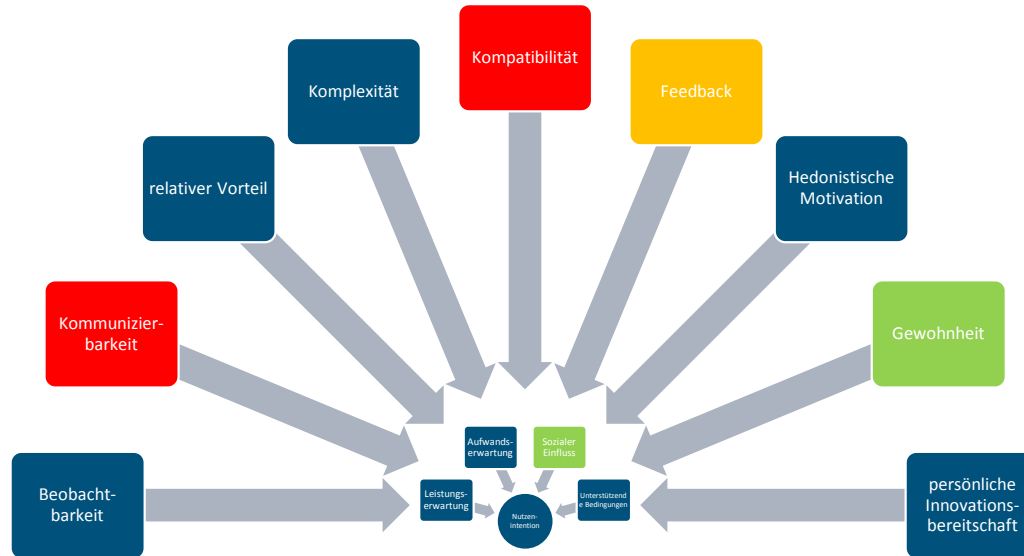 Kompatibilität
Komplexität
Feedback
relativer Vorteil
Hedonistische
Motivation
Kommunizier-
barkeit
Gewohnheit
Beobacht-
barkeit
persönliche
Innovations-
bereitschaft
Aufwands-
erwartung
Sozialer
Einfluss
Leistungs-
erwartung
Unterstützend
e Bedingungen
Nutzen-
intention